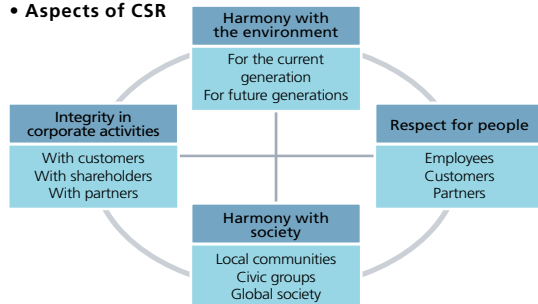 • Aspects of CSR
Harmony with
the environment
For the current
generation
For future generations
Integrity in
corporate activities
With customers
With shareholders
With partners
Respect for people
Employees
Customers
Partners
Harmony with
society
Local communities
Civic groups
Global society